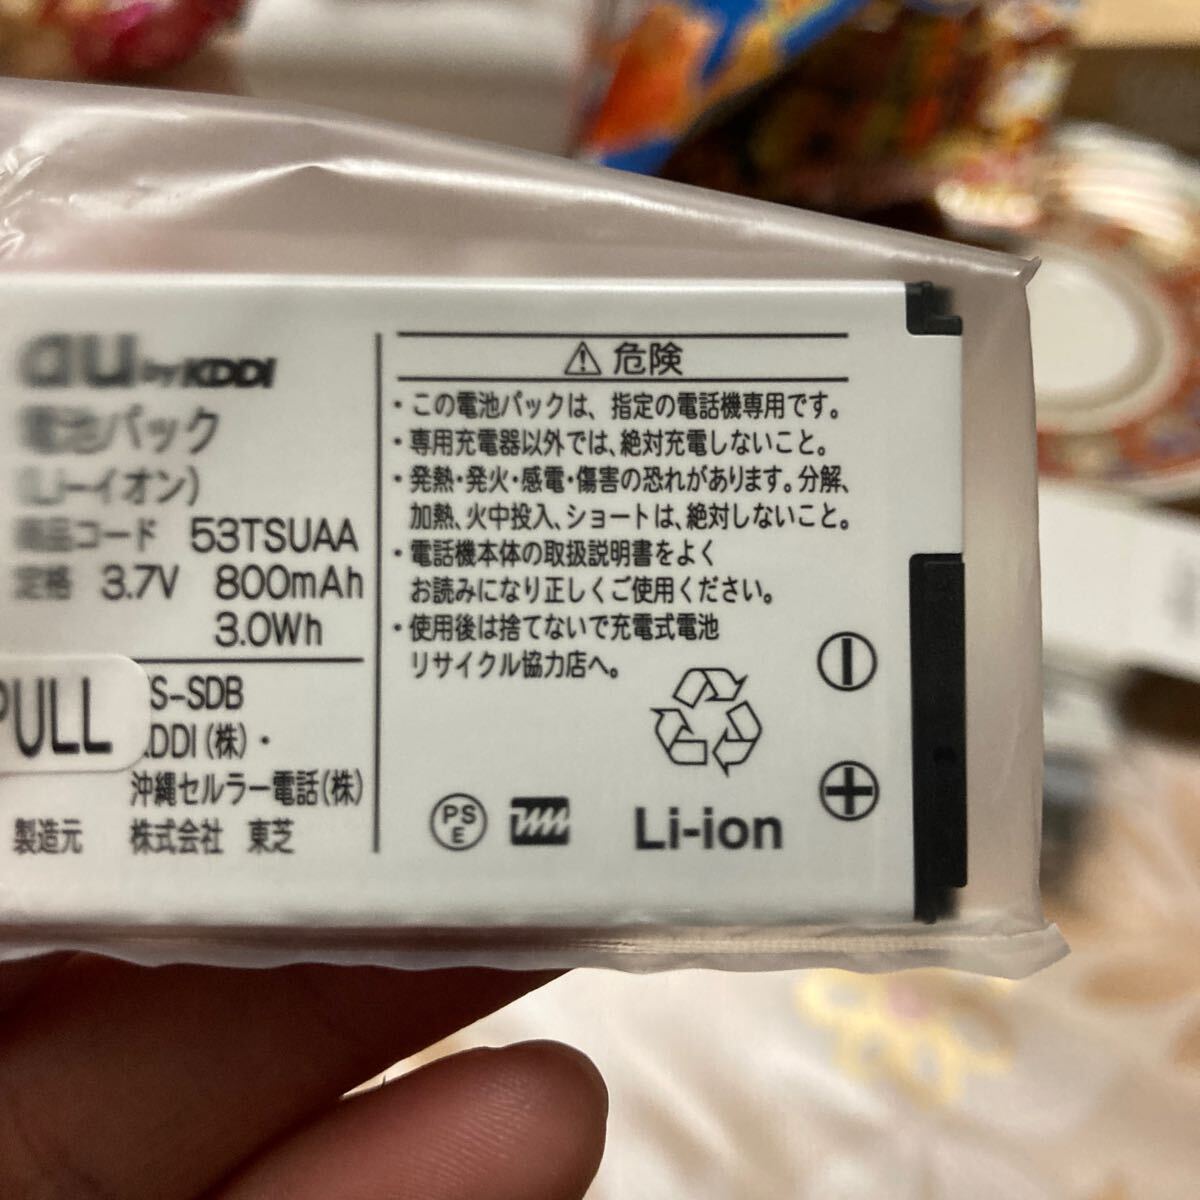 au by KDDI
電池パック
(Li-イオン)
商品コード 53TSUAA
定格 3.7V 800mAh
3.0Wh
PULL
S-SDB
KDDI(株)・
沖縄セルラー電話(株)
製造元 株式会社 東芝
⚠危険
・この電池パックは、指定の電話機専用です。
・専用充電器以外では、絶対充電しないこと。
・発熱・発火・感電・傷害の恐れがあります。分解、
加熱、火中投入、ショートは、絶対しないこと。
・電話機本体の取扱説明書をよく
お読みになり正しくご使用ください。
・使用後は捨てないで充電式電池
リサイクル協力店へ。
PS
E
Li-ion